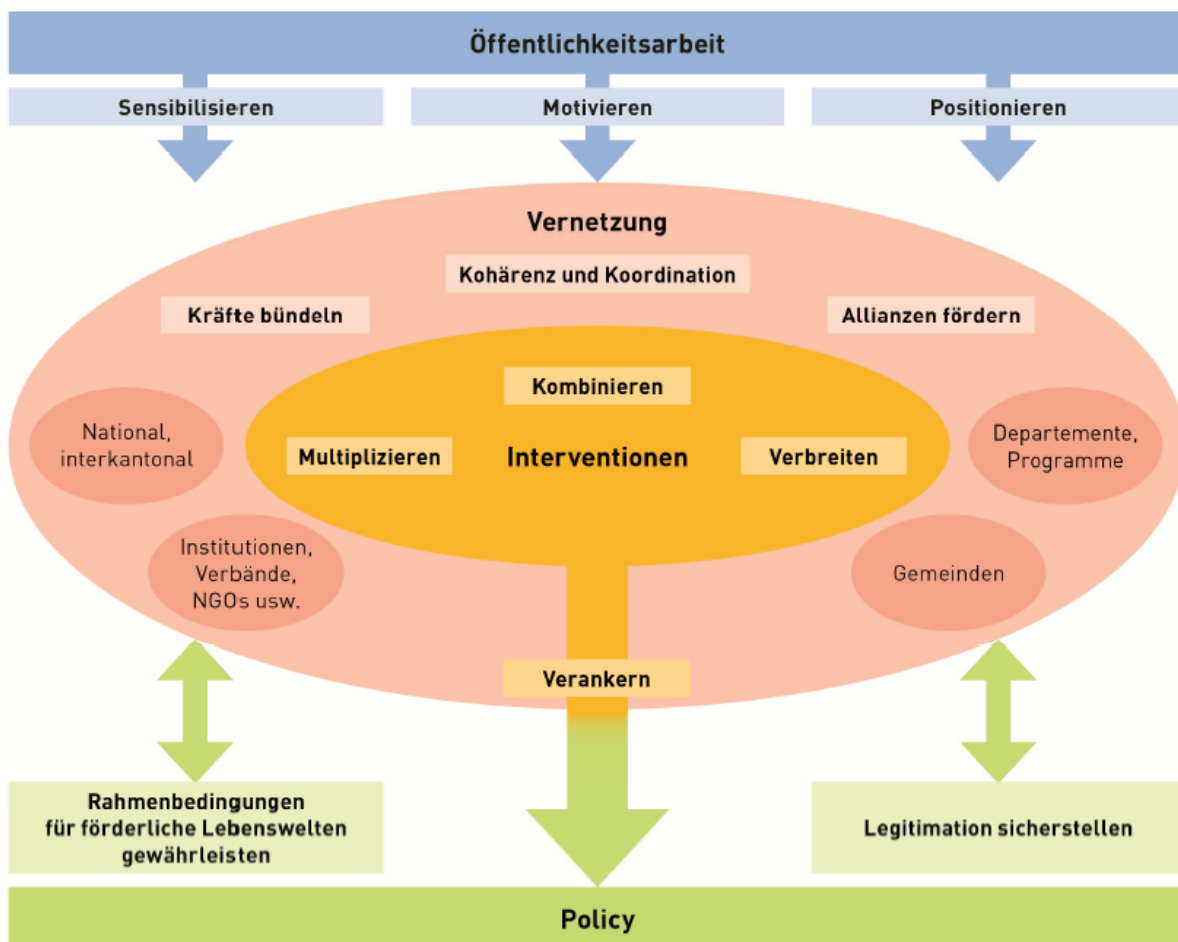 Öffentlichkeitsarbeit
Sensibilisieren
Motivieren
Positionieren
Vernetzung
Kohärenz und Koordination
Kräfte bündeln
Allianzen fördern
Kombinieren
National,
interkantonal
Multiplizieren
Interventionen
Verbreiten
Departemente,
Programme
Institutionen,
Verbände,
NGOs usw.
Gemeinden
Verankern
Rahmenbedingungen
für förderliche Lebenswelten
gewährleisten
Legitimation sicherstellen
Policy